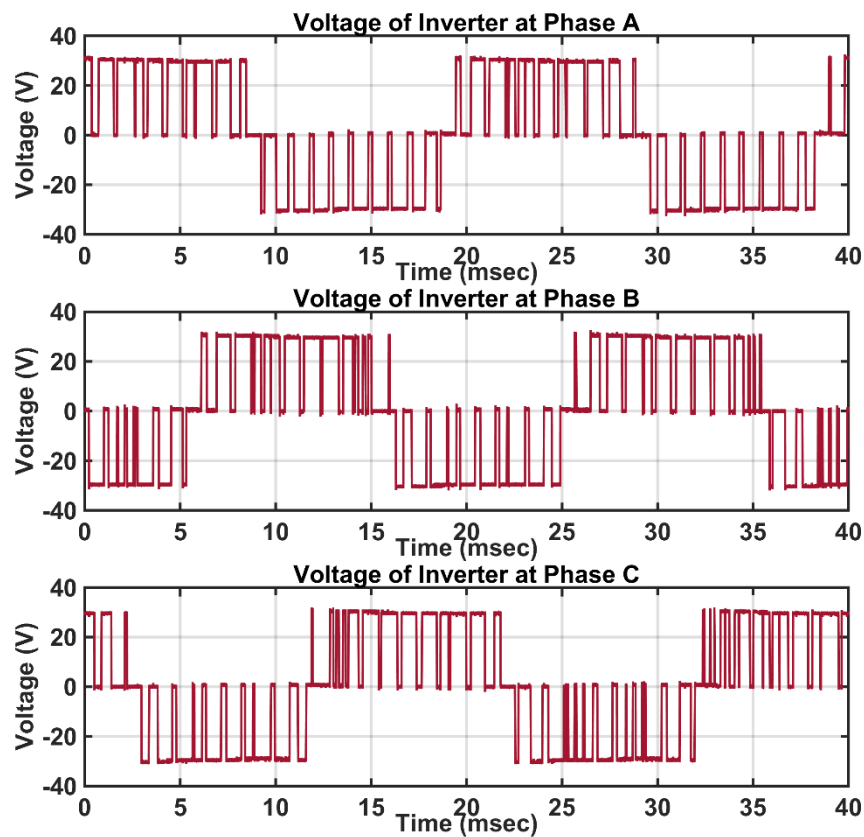 Voltage of Inverter at Phase A
40
20
0
-20
-40
Voltage (V)
0 5 10 15 20 25 30 35 40
Time (msec)
Voltage of Inverter at Phase B
40
20
0
-20
-40
Voltage (V)
0 5 10 15 20 25 30 35 40
Time (msec)
Voltage of Inverter at Phase C
40
20
0
-20
-40
Voltage (V)
0 5 10 15 20 25 30 35 40
Time (msec)